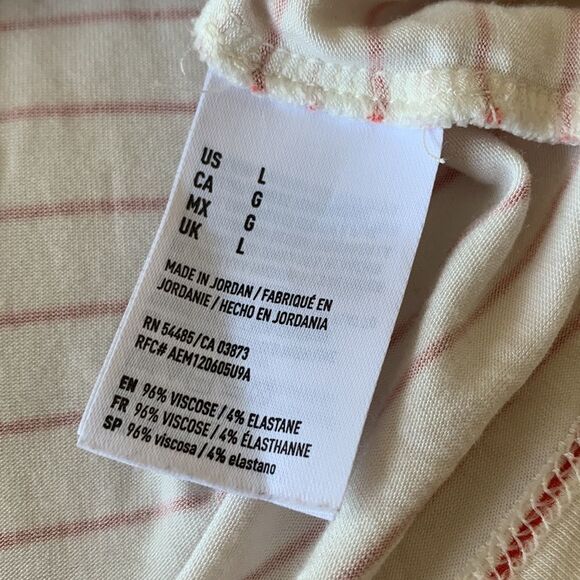 US L
CA G
MX G
UK L
MADE IN JORDAN / FABRIQUÉ EN
JORDANIE / HECHO EN JORDANIA
RN 54485 / CA 03873
RFC# AEM120605U9A
EN 96% VISCOSE / 4% ELASTANE
FR 96% VISCOSE / 4% ÉLASTHANNE
SP 96% viscosa / 4% elastano